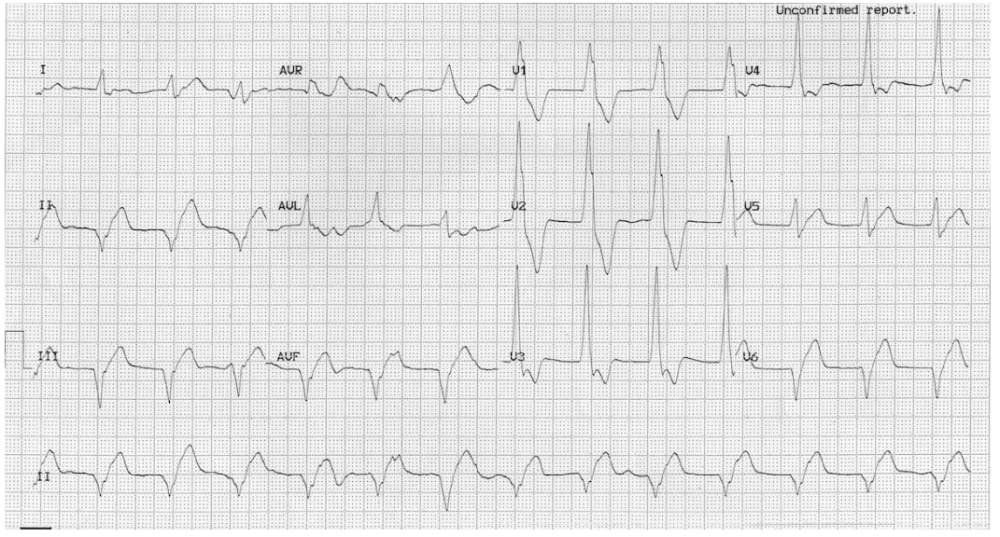 Unconfirmed report.
I AVR V1 V4
II AVL V2 V5
III AVF V3 V6
II